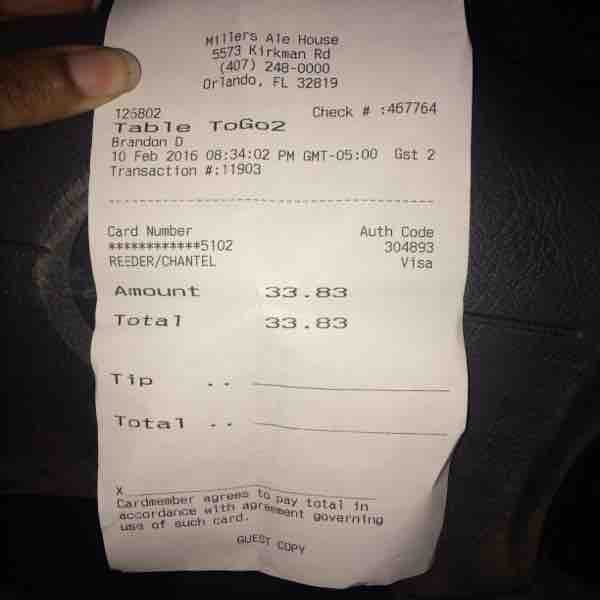 Millers Ale House
5573 Kirkman Rd
(407) 248-0000
Orlando, FL 32819
125802 Check # :467764
Table ToGo2
Brandon D
10 Feb 2016 08:34:02 PM GMT-05:00 Gst 2
Transaction #:11903
Card Number Auth Code
************5102 304893
REEDER/CHANTEL Visa
Amount 33.83
Total 33.83
Tip ..
Total ..
X
Cardmember agrees to pay total in
accordance with agreement governing
use of such card.
GUEST COPY